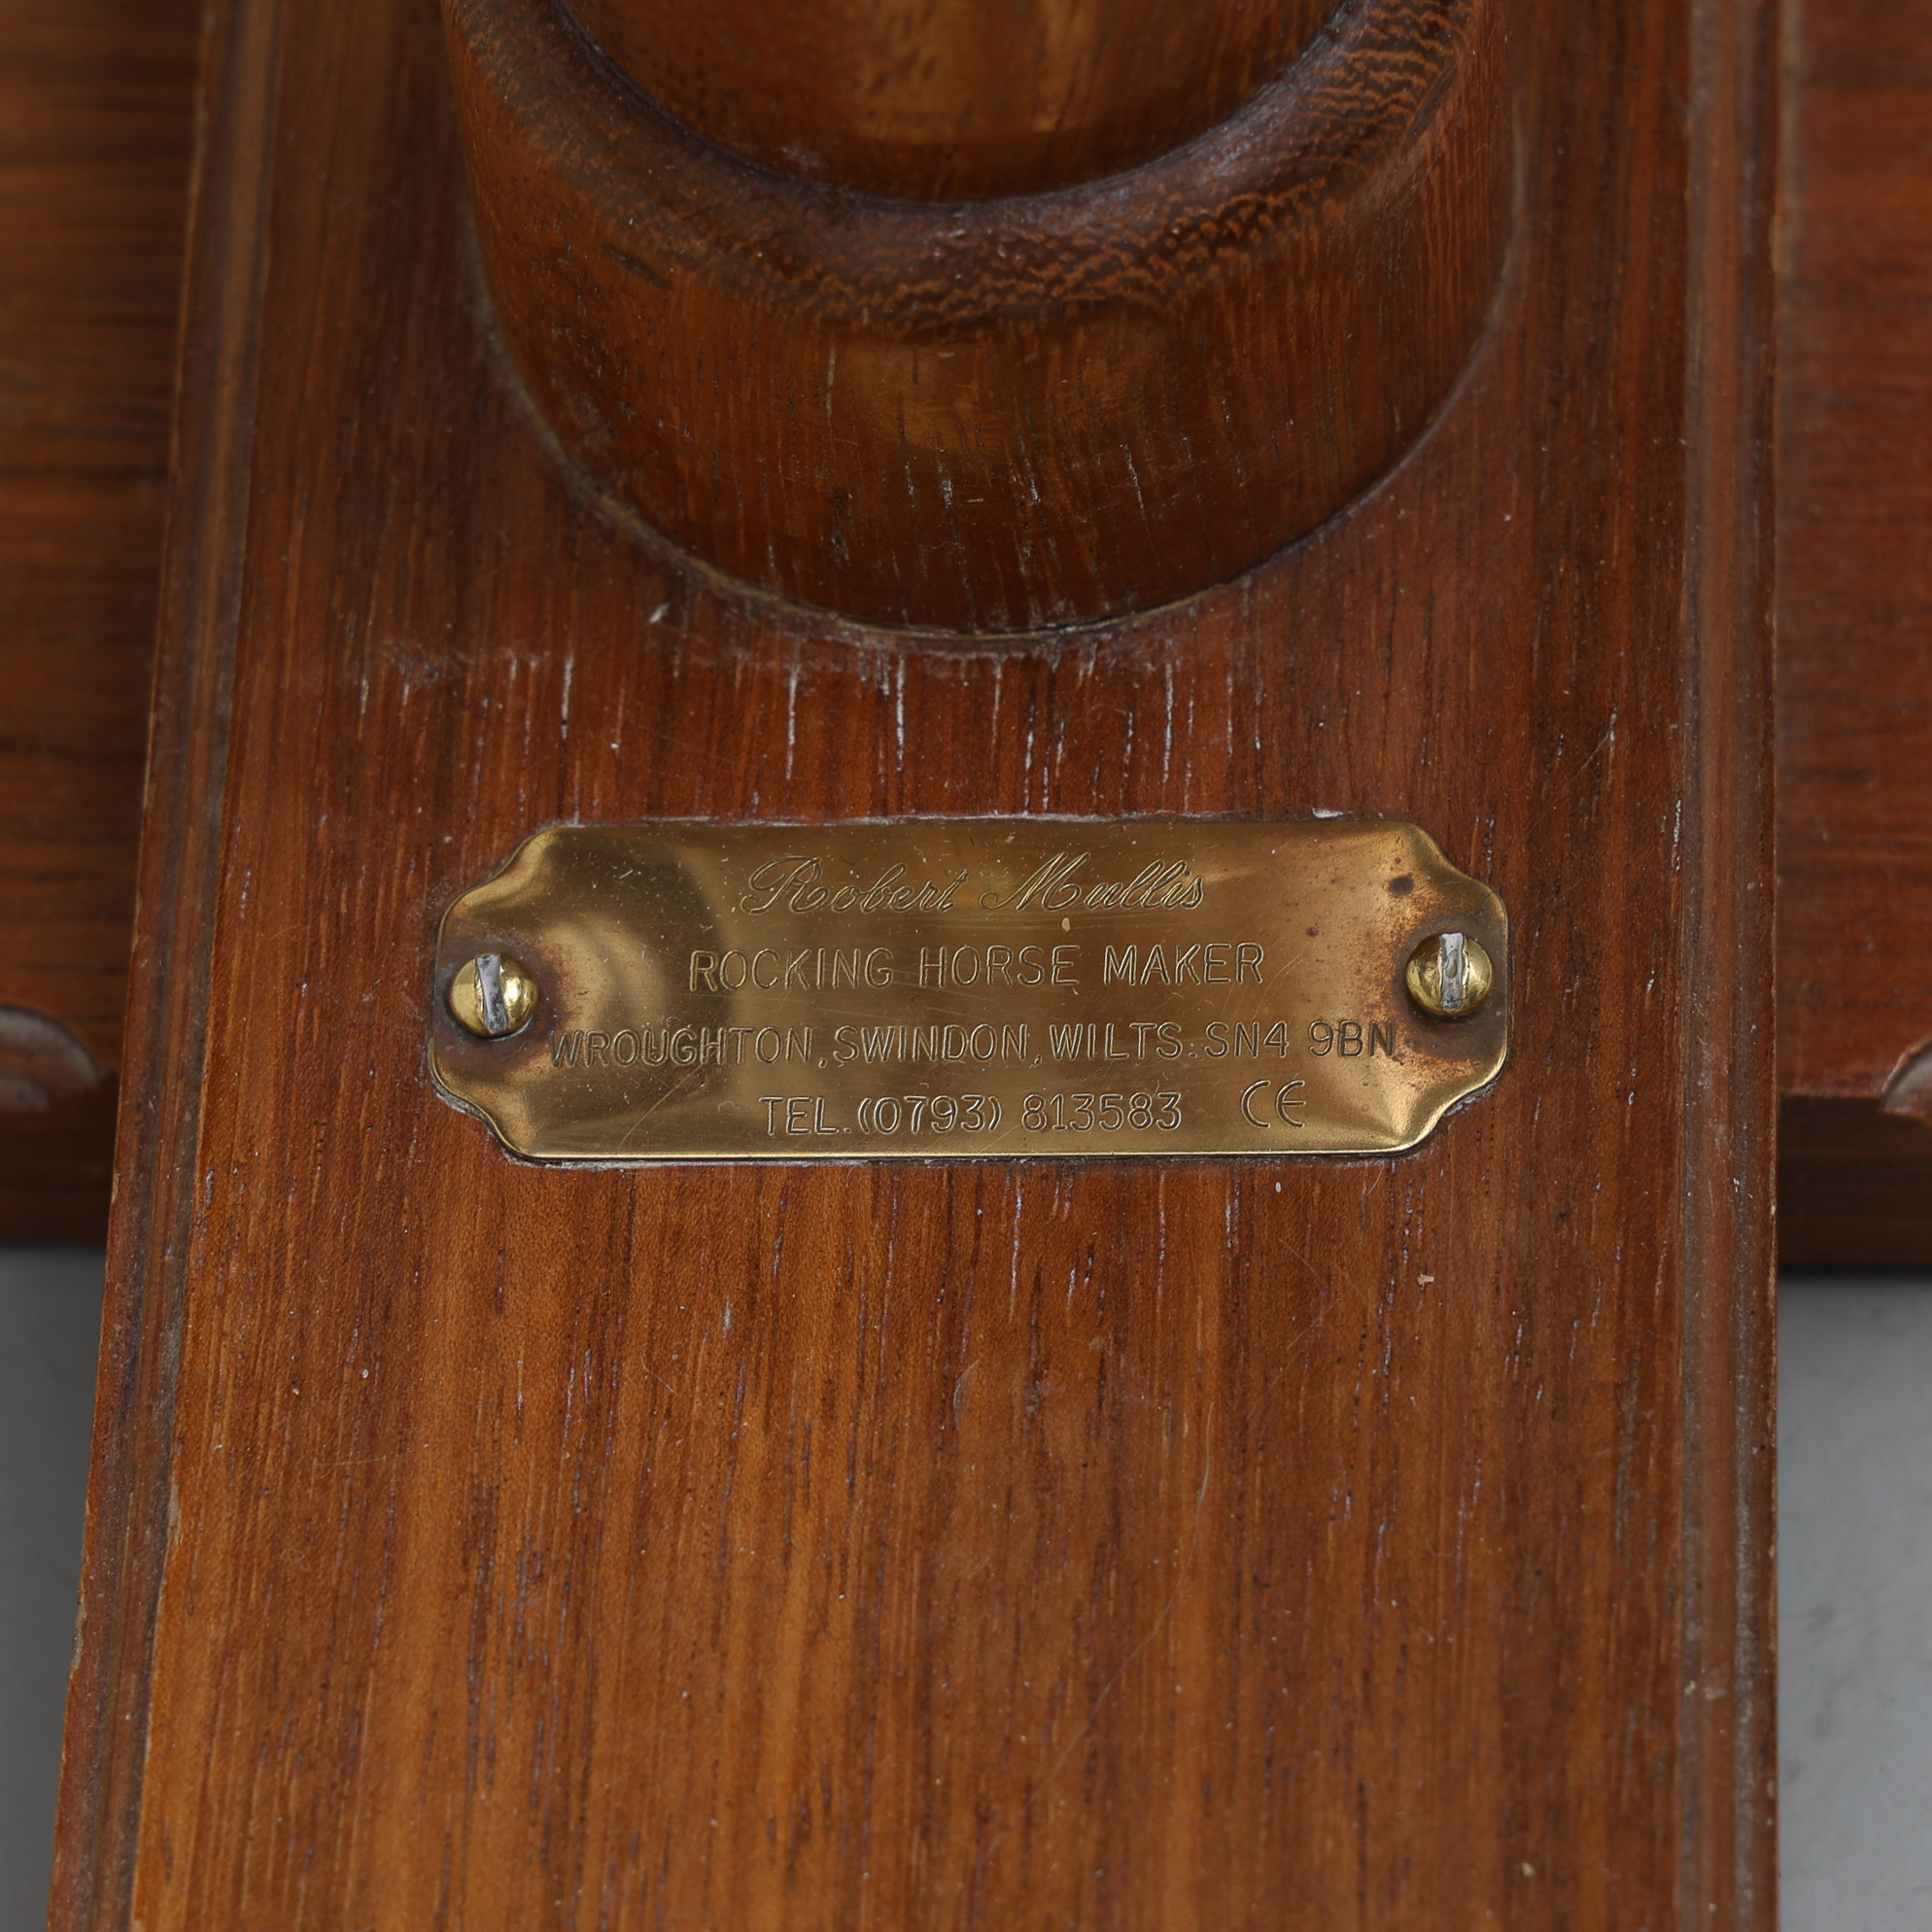 Robert Mullis
ROCKING HORSE MAKER
WROUGHTON, SWINDON, WILTS. SN4 9BN
TEL. (0793) 813583 CE